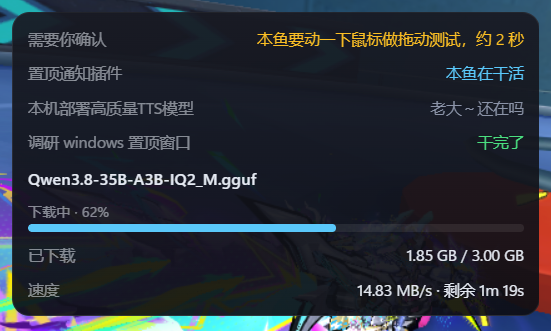 需要你确认 本鱼要动一下鼠标做拖动测试，约 2 秒
置顶通知插件 本鱼在干活
本机部署高质量TTS模型 老大～还在吗
调研 windows 置顶窗口 干完了
Qwen3.8-35B-A3B-IQ2_M.gguf
下载中 · 62%
已下载 1.85 GB / 3.00 GB
速度 14.83 MB/s · 剩余 1m 19s